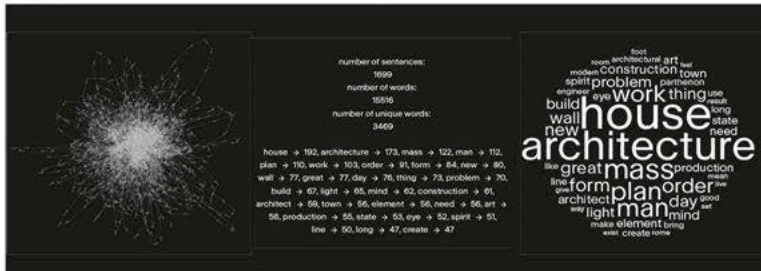 number of sentences:
1699
number of words:
15516
number of unique words:
3469
house → 192, architecture → 173, mass → 122, man → 112,
plan → 110, work → 103, order → 91, form → 84, new → 80,
wall → 77, great → 77, day → 76, thing → 73, problem → 70,
build → 67, light → 65, mind → 62, construction → 61,
architect → 59, town → 56, element → 56, need → 56, art →
56, production → 55, state → 53, eye → 52, spirit → 51,
line → 50, long → 47, create → 47
foot
room architectural art feel
modern construction town
spirit problem parthenon
engineer eye work thing use
build result
wall house long
new state
need
architecture
like great mass production
line form plan order mean
give live
architect man day good
way light mind set
make element bring
exist create rome